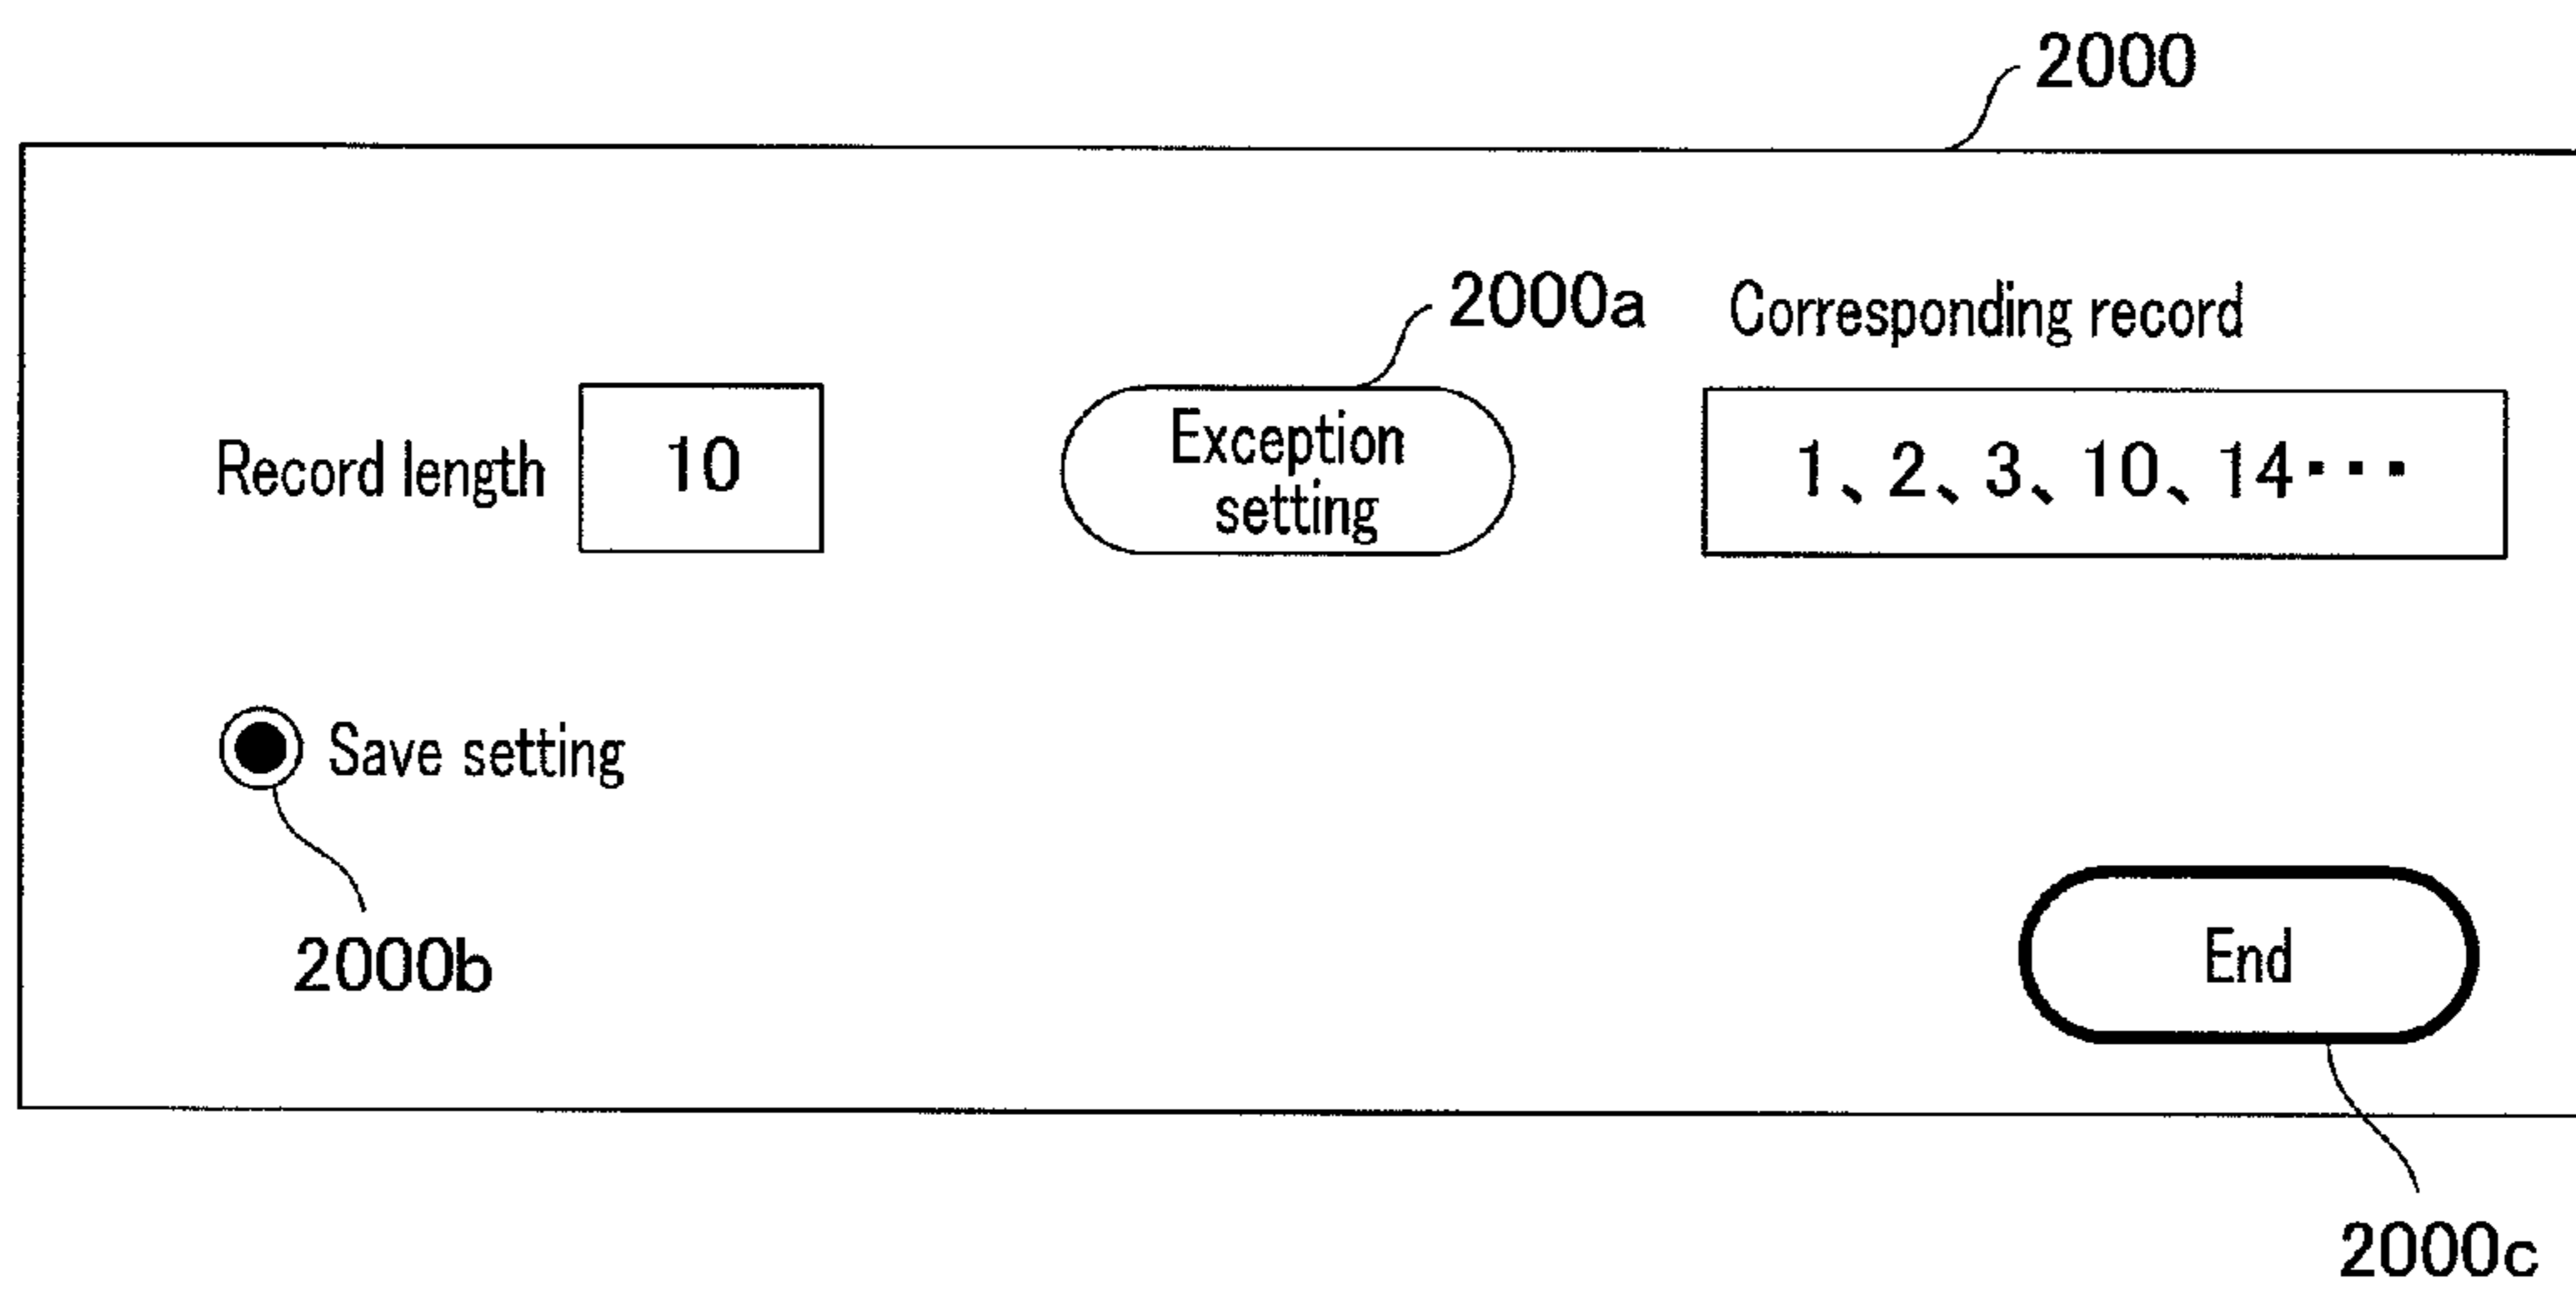 2000
2000a
Corresponding record
Record length
10
Exception
setting
1、2、3、10、14･･･
Save setting
2000b
End
2000c